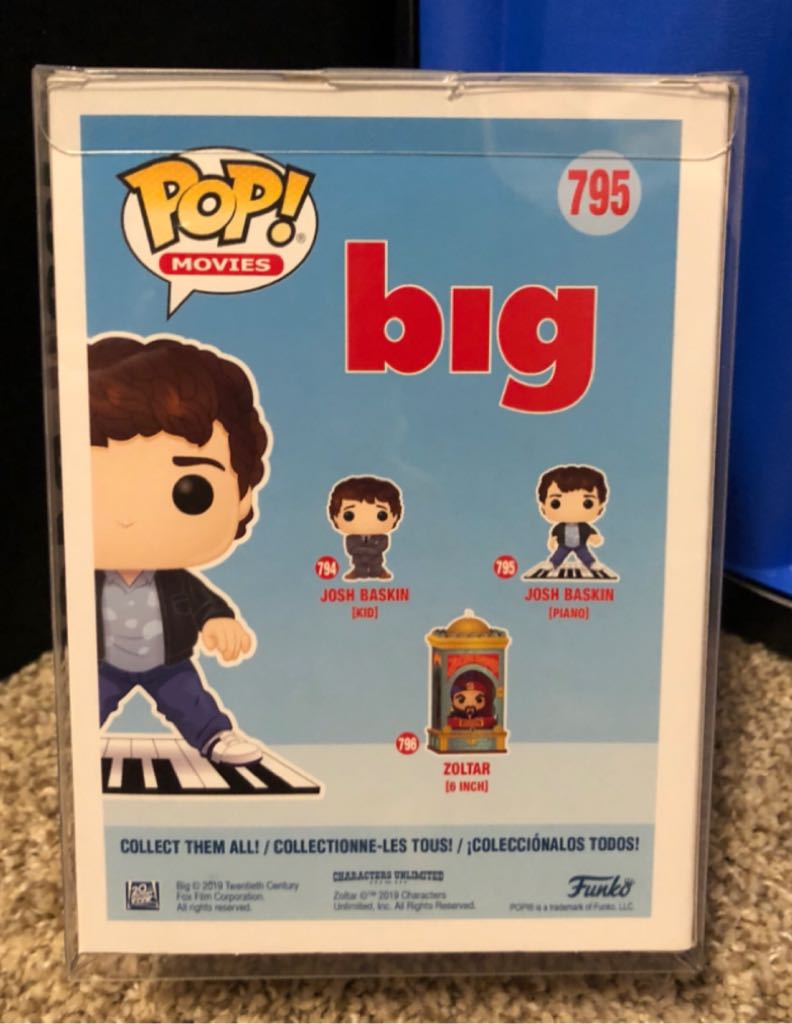 POP!®
MOVIES
795
big
794
JOSH BASKIN
[KID]
795
JOSH BASKIN
[PIANO]
796
ZOLTAR
[6 INCH]
COLLECT THEM ALL! / COLLECTIONNE-LES TOUS! / ¡COLECCIÓNALOS TODOS!
Big © 2019 Twentieth Century
Fox Film Corporation.
All rights reserved.
CHARACTERS UNLIMITED
Zoltar ©™ 2019 Characters
Unlimited, Inc. All Rights Reserved.
Funko
POP!® is a trademark of Funko, LLC.